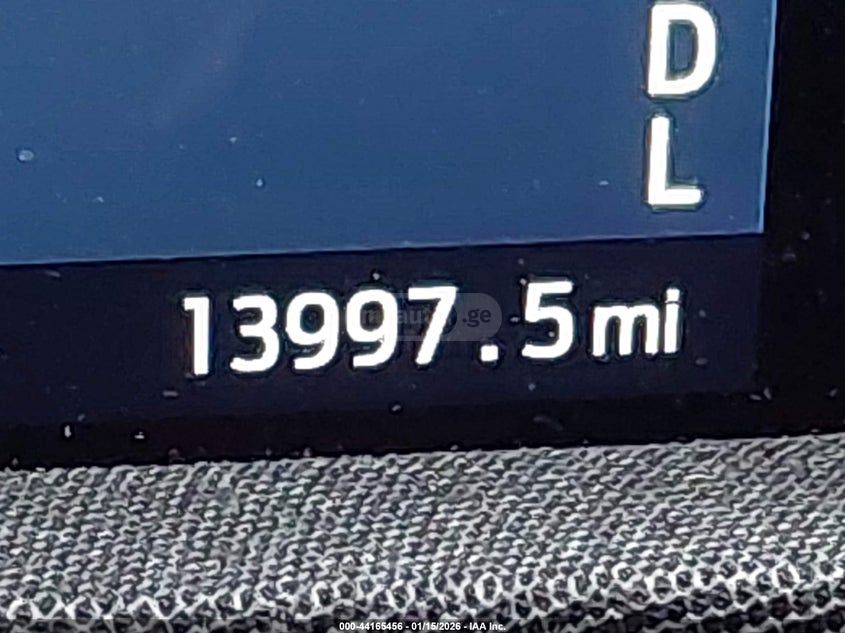 D
L
13997.5mi
000-44165456 - 01/15/2026 - IAA Inc.